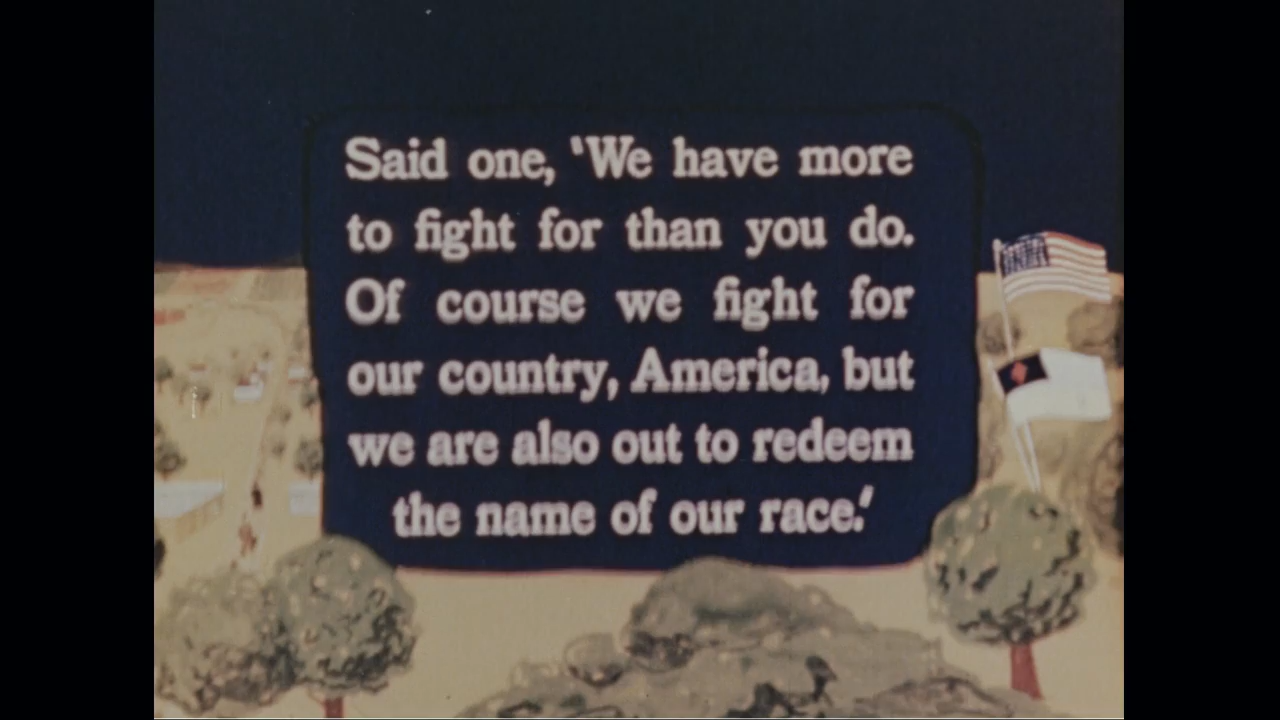 Said one, 'We have more
to fight for than you do.
Of course we fight for
our country, America, but
we are also out to redeem
the name of our race.'